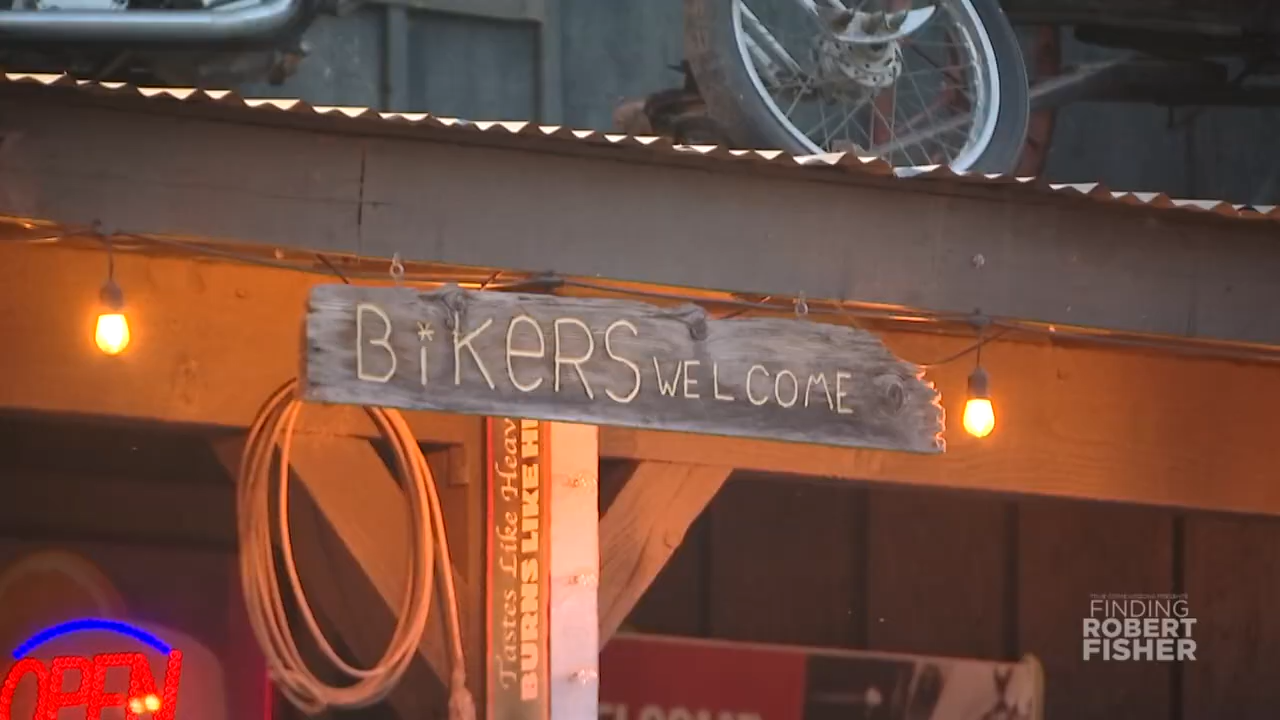 BiKeRS WELCOME
Tastes Like Heav
BURNS LIKE H
OPEN
FINDING
ROBERT
FISHER